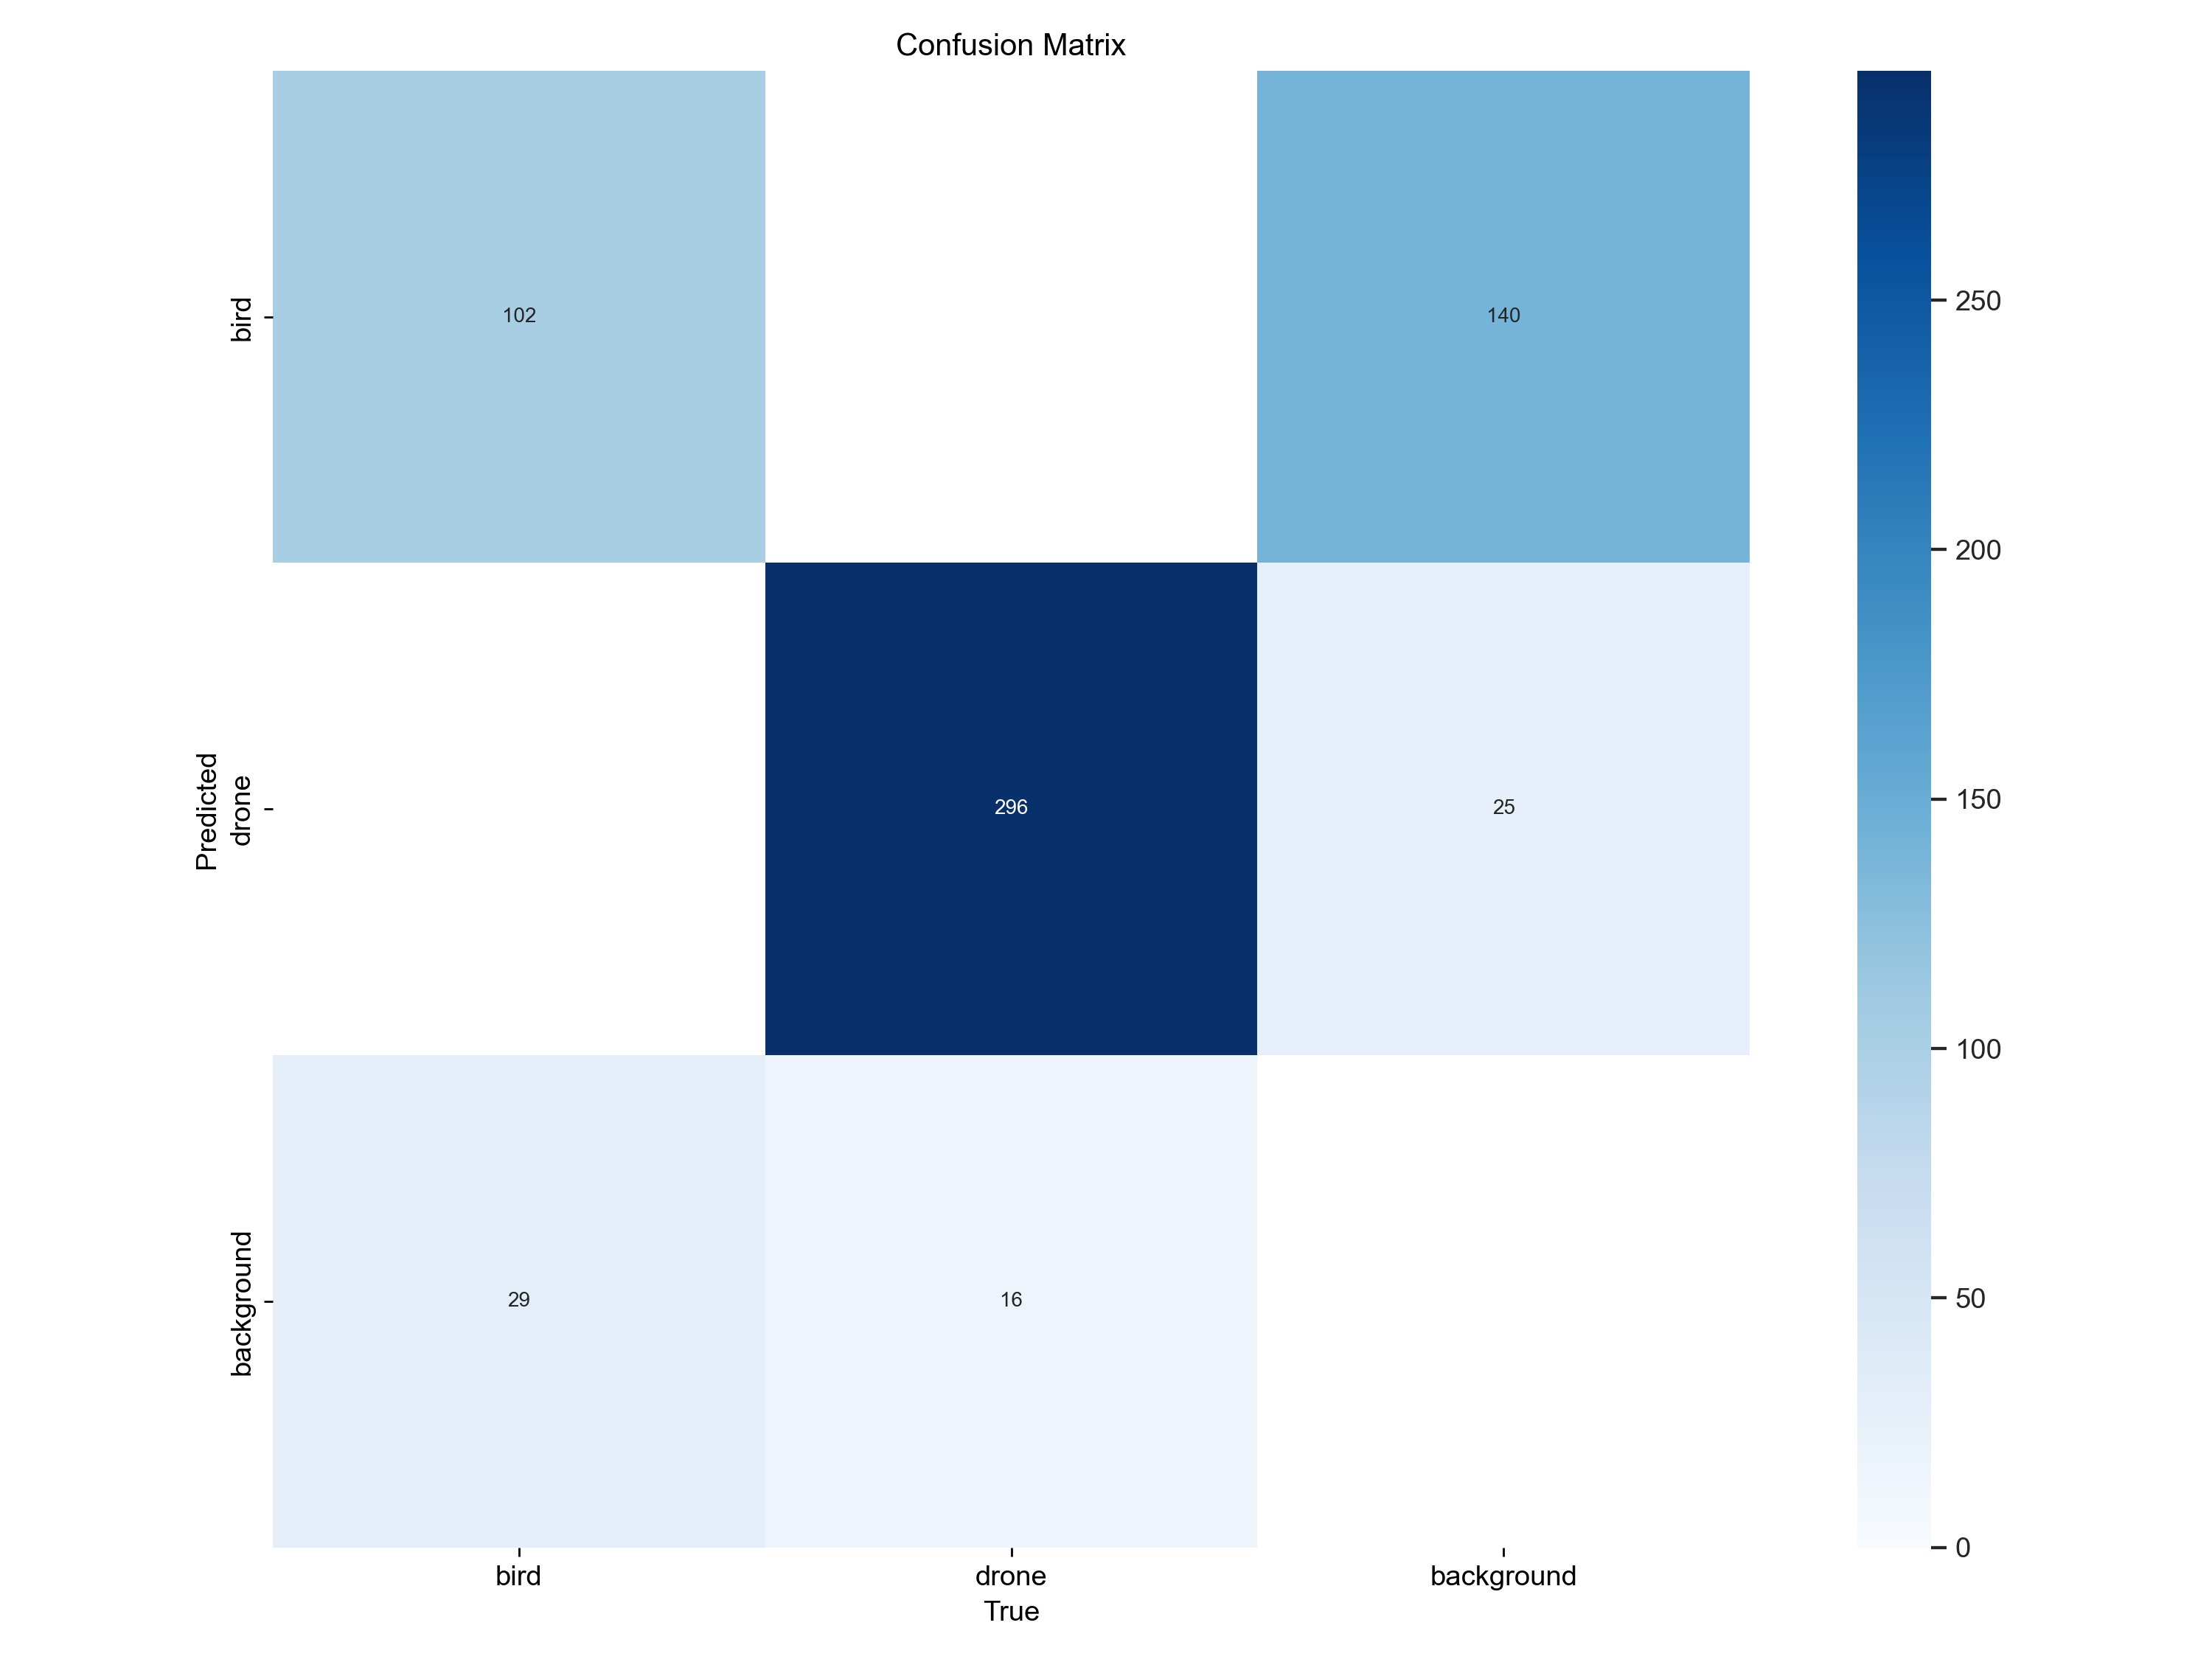 Confusion Matrix
bird
102
140
250
200
Predicted
drone
296
25
150
100
background
29
16
50
0
bird
drone
background
True